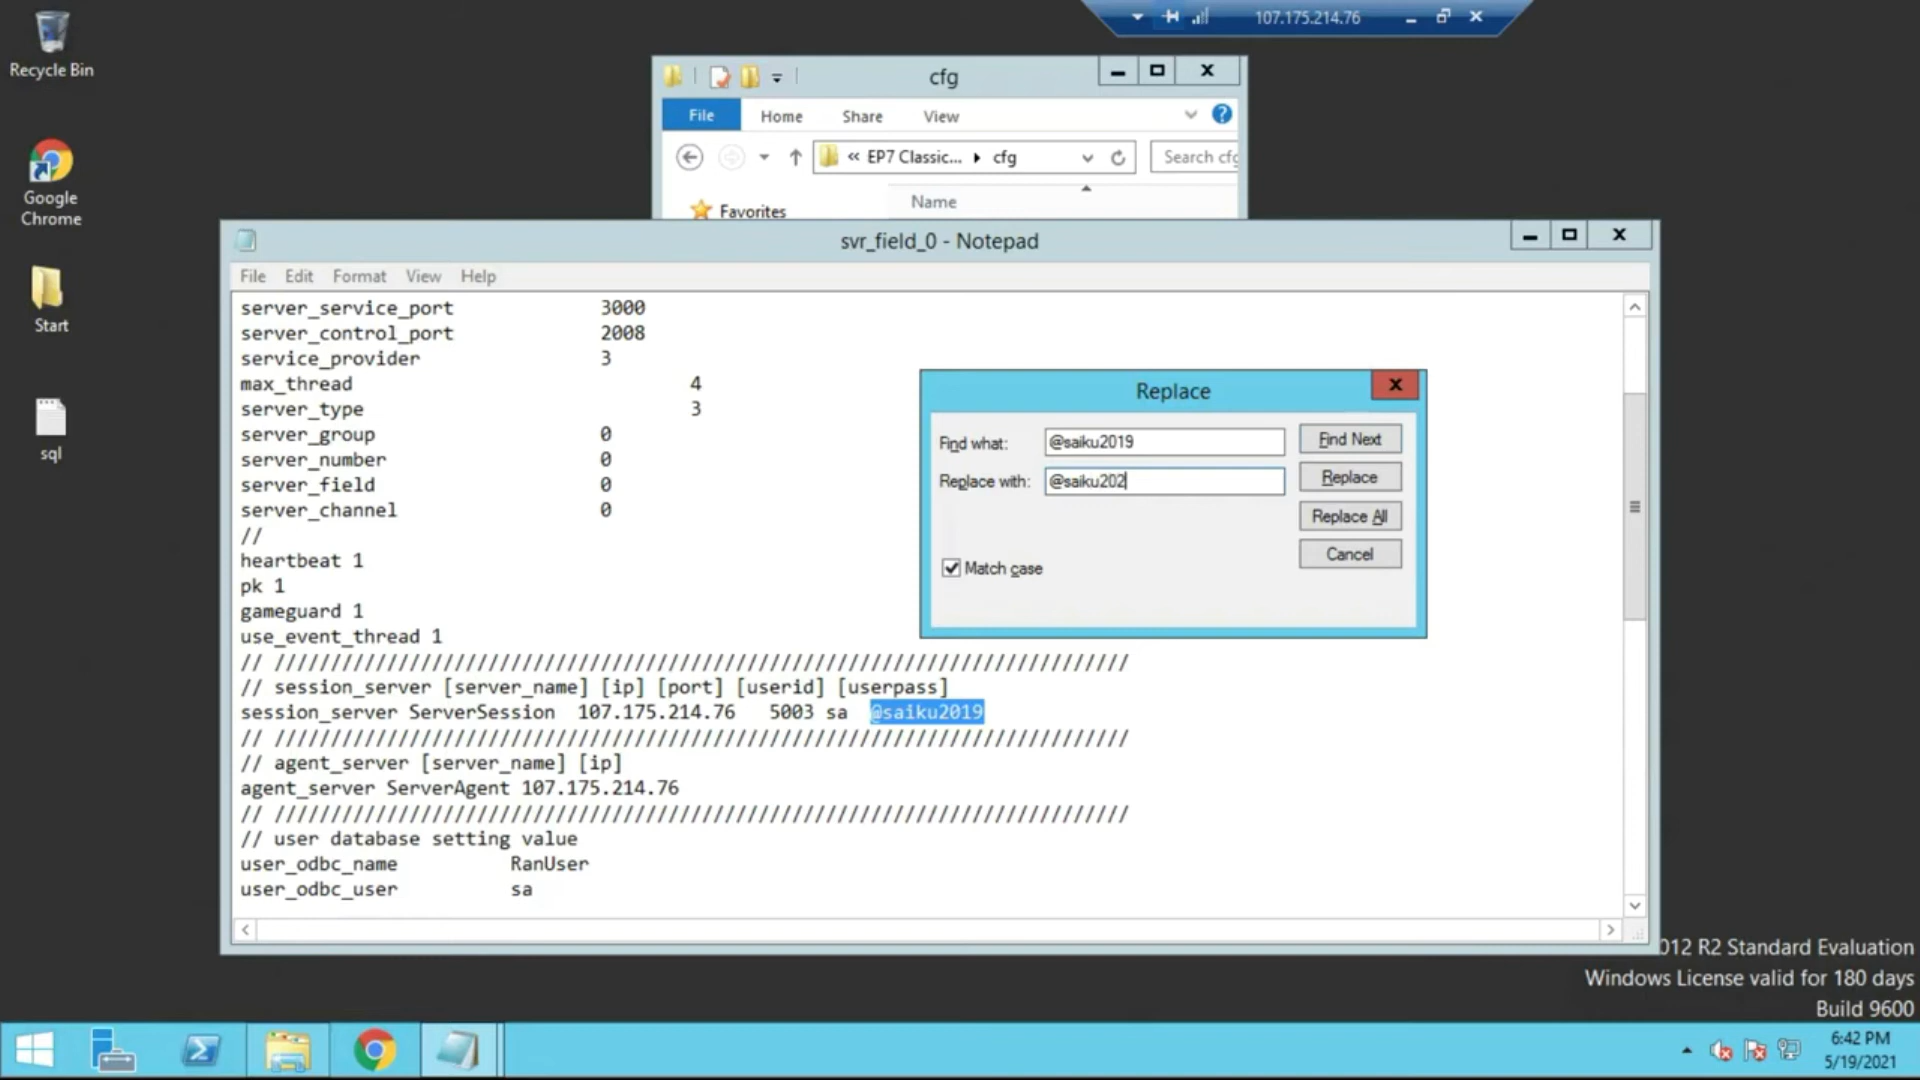 107.175.214.76
Recycle Bin
Google
Chrome
Start
sql
cfg
File Home Share View
« EP7 Classic... cfg
Search cfg
Name
Favorites
svr_field_0 - Notepad
File Edit Format View Help
server_service_port 3000
server_control_port 2008
service_provider 3
max_thread 4
server_type 3
server_group 0
server_number 0
server_field 0
server_channel 0
//
heartbeat 1
pk 1
gameguard 1
use_event_thread 1
// ////////////////////////////////////////////////////////////////////////////
// session_server [server_name] [ip] [port] [userid] [userpass]
session_server ServerSession 107.175.214.76 5003 sa @saiku2019
// ////////////////////////////////////////////////////////////////////////////
// agent_server [server_name] [ip]
agent_server ServerAgent 107.175.214.76
// ////////////////////////////////////////////////////////////////////////////
// user database setting value
user_odbc_name RanUser
user_odbc_user sa
Replace
Find what: @saiku2019
Replace with: @saiku202
Match case
Find Next
Replace
Replace All
Cancel
012 R2 Standard Evaluation
Windows License valid for 180 days
Build 9600
6:42 PM
5/19/2021